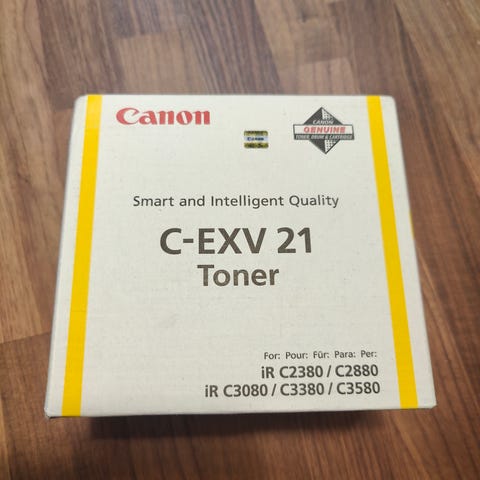 Canon
Canon
CANON
GENUINE
TONER, DRUM & CARTRIDGE
Smart and Intelligent Quality
C-EXV 21
Toner
For: Pour: Für: Para: Per:
iR C2380 / C2880
iR C3080 / C3380 / C3580